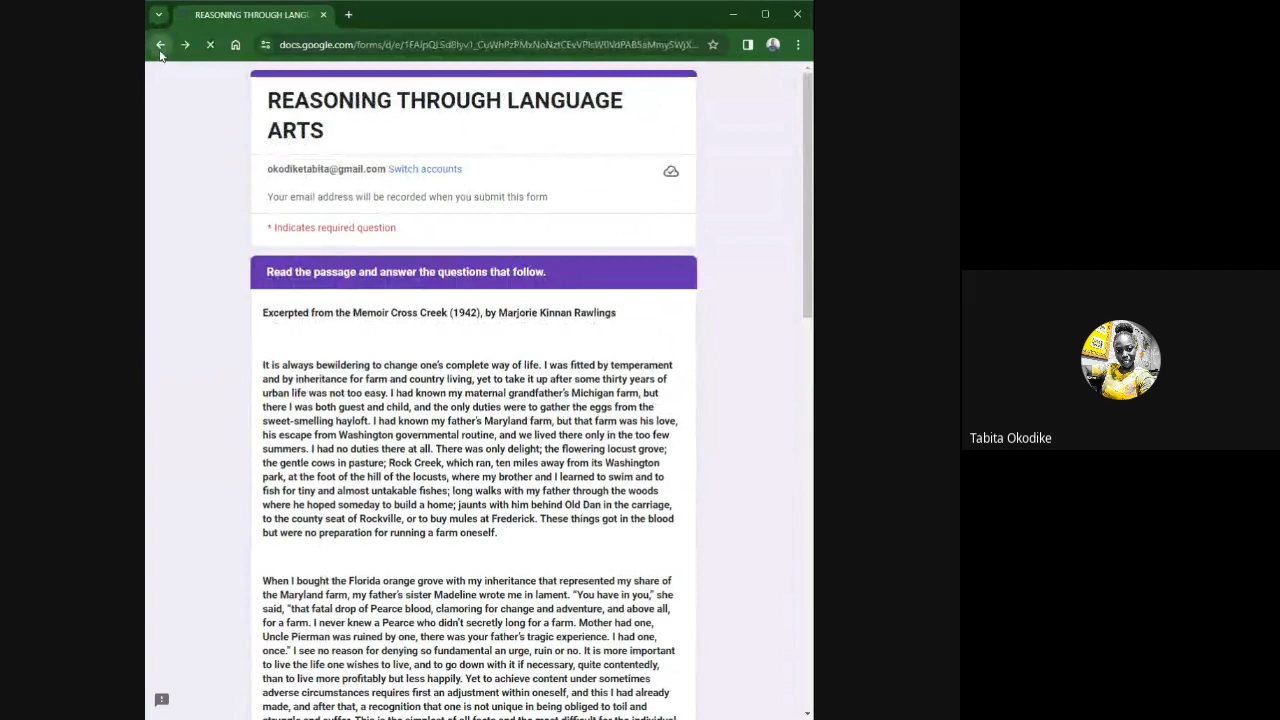 REASONING THROUGH LANGU
REASONING THROUGH LANGUAGE
ARTS
okodiketabita@gmail.com Switch accounts
Your email address will be recorded when you submit this form
* Indicates required question
Read the passage and answer the questions that follow.
Excerpted from the Memoir Cross Creek (1942), by Marjorie Kinnan Rawlings
It is always bewildering to change one's complete way of life. I was fitted by temperament
and by inheritance for farm and country living, yet to take it up after some thirty years of
urban life was not too easy. I had known my maternal grandfather's Michigan farm, but
there I was both guest and child, and the only duties were to gather the eggs from the
sweet-smelling hayloft. I had known my father's Maryland farm, but that farm was his love,
his escape from Washington governmental routine, and we lived there only in the too few
summers. I had no duties there at all. There was only delight; the flowering locust grove;
the gentle cows in pasture; Rock Creek, which ran, ten miles away from its Washington
park, at the foot of the hill of the locusts, where my brother and I learned to swim and to
fish for tiny and almost untakable fishes; long walks with my father through the woods
where he hoped someday to build a home; jaunts with him behind Old Dan in the carriage,
to the county seat of Rockville, or to buy mules at Frederick. These things got in the blood
but were no preparation for running a farm oneself.
When I bought the Florida orange grove with my inheritance that represented my share of
the Maryland farm, my father's sister Madeline wrote me in lament. "You have in you," she
said, "that fatal drop of Pearce blood, clamoring for change and adventure, and above all,
for a farm. I never knew a Pearce who didn't secretly long for a farm. Mother had one,
Uncle Pierman was ruined by one, there was your father's tragic experience. I had one,
once." I see no reason for denying so fundamental an urge, ruin or no. It is more important
to live the life one wishes to live, and to go down with it if necessary, quite contentedly,
than to live more profitably but less happily. Yet to achieve content under sometimes
adverse circumstances requires first an adjustment within oneself, and this I had already
made, and after that, a recognition that one is not unique in being obliged to toil and
struggle and suffer. This is the simplest of all facts and the most difficult for the individual
Tabita Okodike